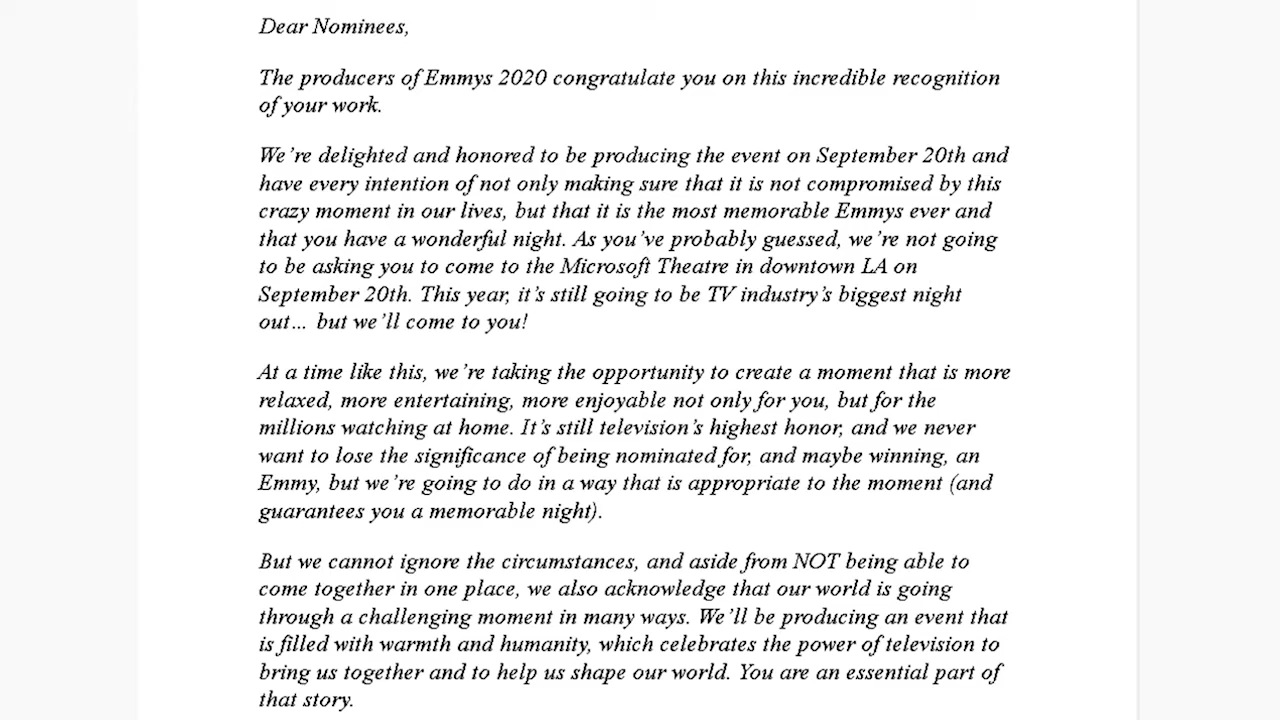 Dear Nominees,
The producers of Emmys 2020 congratulate you on this incredible recognition
of your work.
We're delighted and honored to be producing the event on September 20th and
have every intention of not only making sure that it is not compromised by this
crazy moment in our lives, but that it is the most memorable Emmys ever and
that you have a wonderful night. As you've probably guessed, we're not going
to be asking you to come to the Microsoft Theatre in downtown LA on
September 20th. This year, it's still going to be TV industry's biggest night
out… but we'll come to you!
At a time like this, we're taking the opportunity to create a moment that is more
relaxed, more entertaining, more enjoyable not only for you, but for the
millions watching at home. It's still television's highest honor, and we never
want to lose the significance of being nominated for, and maybe winning, an
Emmy, but we're going to do in a way that is appropriate to the moment (and
guarantees you a memorable night).
But we cannot ignore the circumstances, and aside from NOT being able to
come together in one place, we also acknowledge that our world is going
through a challenging moment in many ways. We'll be producing an event that
is filled with warmth and humanity, which celebrates the power of television to
bring us together and to help us shape our world. You are an essential part of
that story.